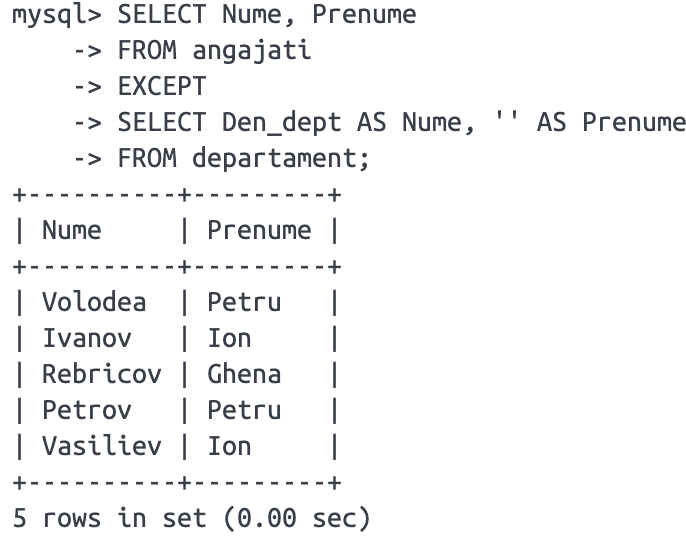 mysql> SELECT Nume, Prenume
    -> FROM angajati
    -> EXCEPT
    -> SELECT Den_dept AS Nume, '' AS Prenume
    -> FROM departament;
+----------+---------+
| Nume     | Prenume |
+----------+---------+
| Volodea  | Petru   |
| Ivanov   | Ion     |
| Rebricov | Ghena   |
| Petrov   | Petru   |
| Vasiliev | Ion     |
+----------+---------+
5 rows in set (0.00 sec)